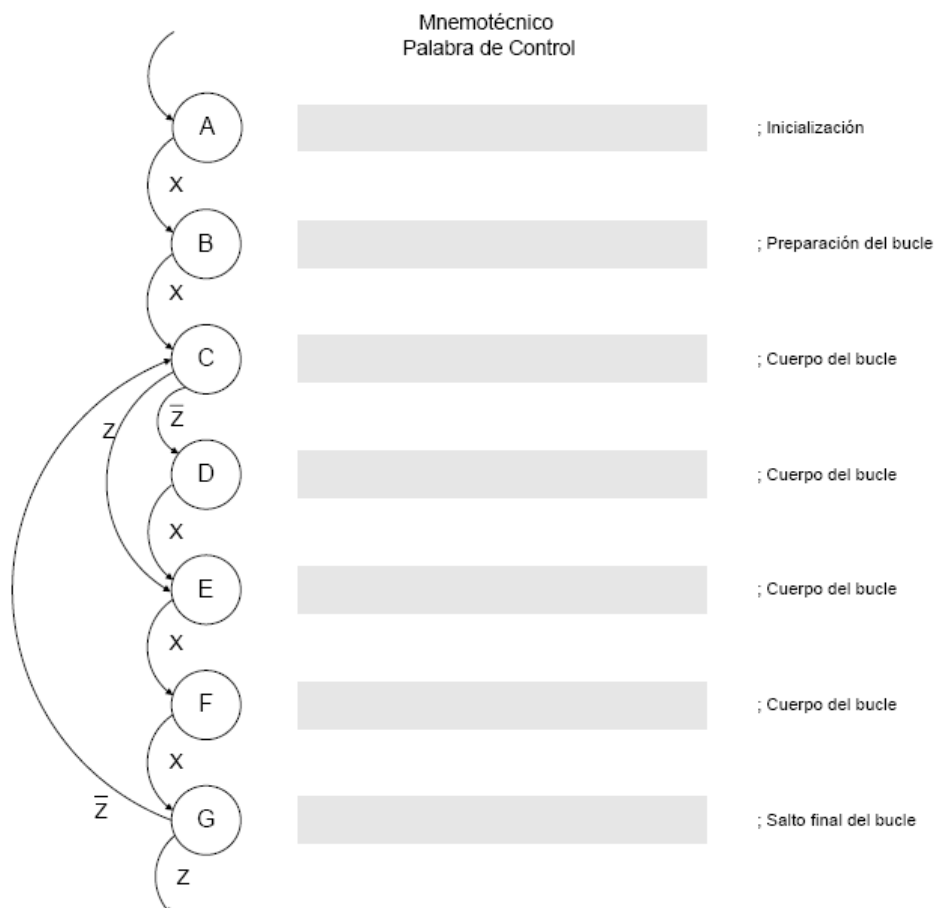 Mnemotécnico
Palabra de Control
A
; Inicialización
X
B
; Preparación del bucle
X
C
; Cuerpo del bucle
Z
Z̅
D
; Cuerpo del bucle
X
E
; Cuerpo del bucle
X
F
; Cuerpo del bucle
X
Z̅
G
; Salto final del bucle
Z